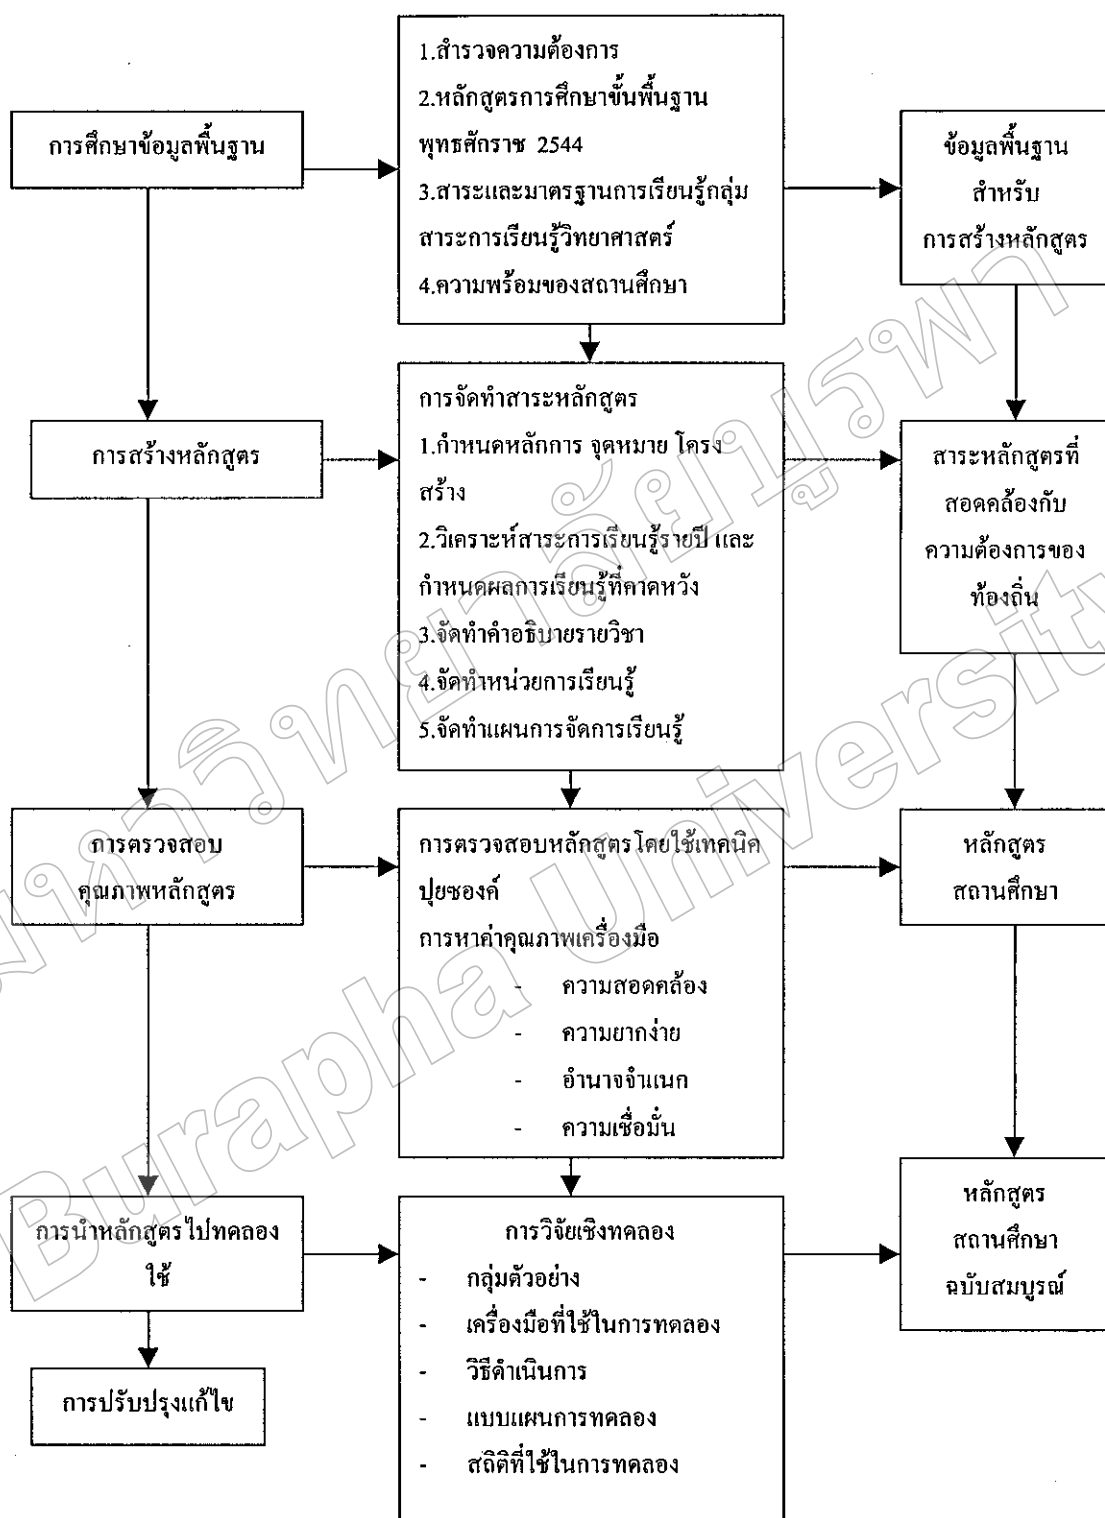 การศึกษาข้อมูลพื้นฐาน
1.สำรวจความต้องการ
2.หลักสูตรการศึกษาขั้นพื้นฐาน
พุทธศักราช 2544
3.สาระและมาตรฐานการเรียนรู้กลุ่ม
สาระการเรียนรู้วิทยาศาสตร์
4.ความพร้อมของสถานศึกษา
ข้อมูลพื้นฐาน
สำหรับ
การสร้างหลักสูตร
การสร้างหลักสูตร
การจัดทำสาระหลักสูตร
1.กำหนดหลักการ จุดหมาย โครง
สร้าง
2.วิเคราะห์สาระการเรียนรู้รายปี และ
กำหนดผลการเรียนรู้ที่คาดหวัง
3.จัดทำคำอธิบายรายวิชา
4.จัดทำหน่วยการเรียนรู้
5.จัดทำแผนการจัดการเรียนรู้
สาระหลักสูตรที่
สอดคล้องกับ
ความต้องการของ
ท้องถิ่น
การตรวจสอบ
คุณภาพหลักสูตร
การตรวจสอบหลักสูตรโดยใช้เทคนิค
ปุยซองค์
การหาค่าคุณภาพเครื่องมือ
- ความสอดคล้อง
- ความยากง่าย
- อำนาจจำแนก
- ความเชื่อมั่น
หลักสูตร
สถานศึกษา
การนำหลักสูตรไปทดลอง
ใช้
การวิจัยเชิงทดลอง
- กลุ่มตัวอย่าง
- เครื่องมือที่ใช้ในการทดลอง
- วิธีดำเนินการ
- แบบแผนการทดลอง
- สถิติที่ใช้ในการทดลอง
หลักสูตร
สถานศึกษา
ฉบับสมบูรณ์
การปรับปรุงแก้ไข
มหาวิทยาลัยบูรพา
Burapha University